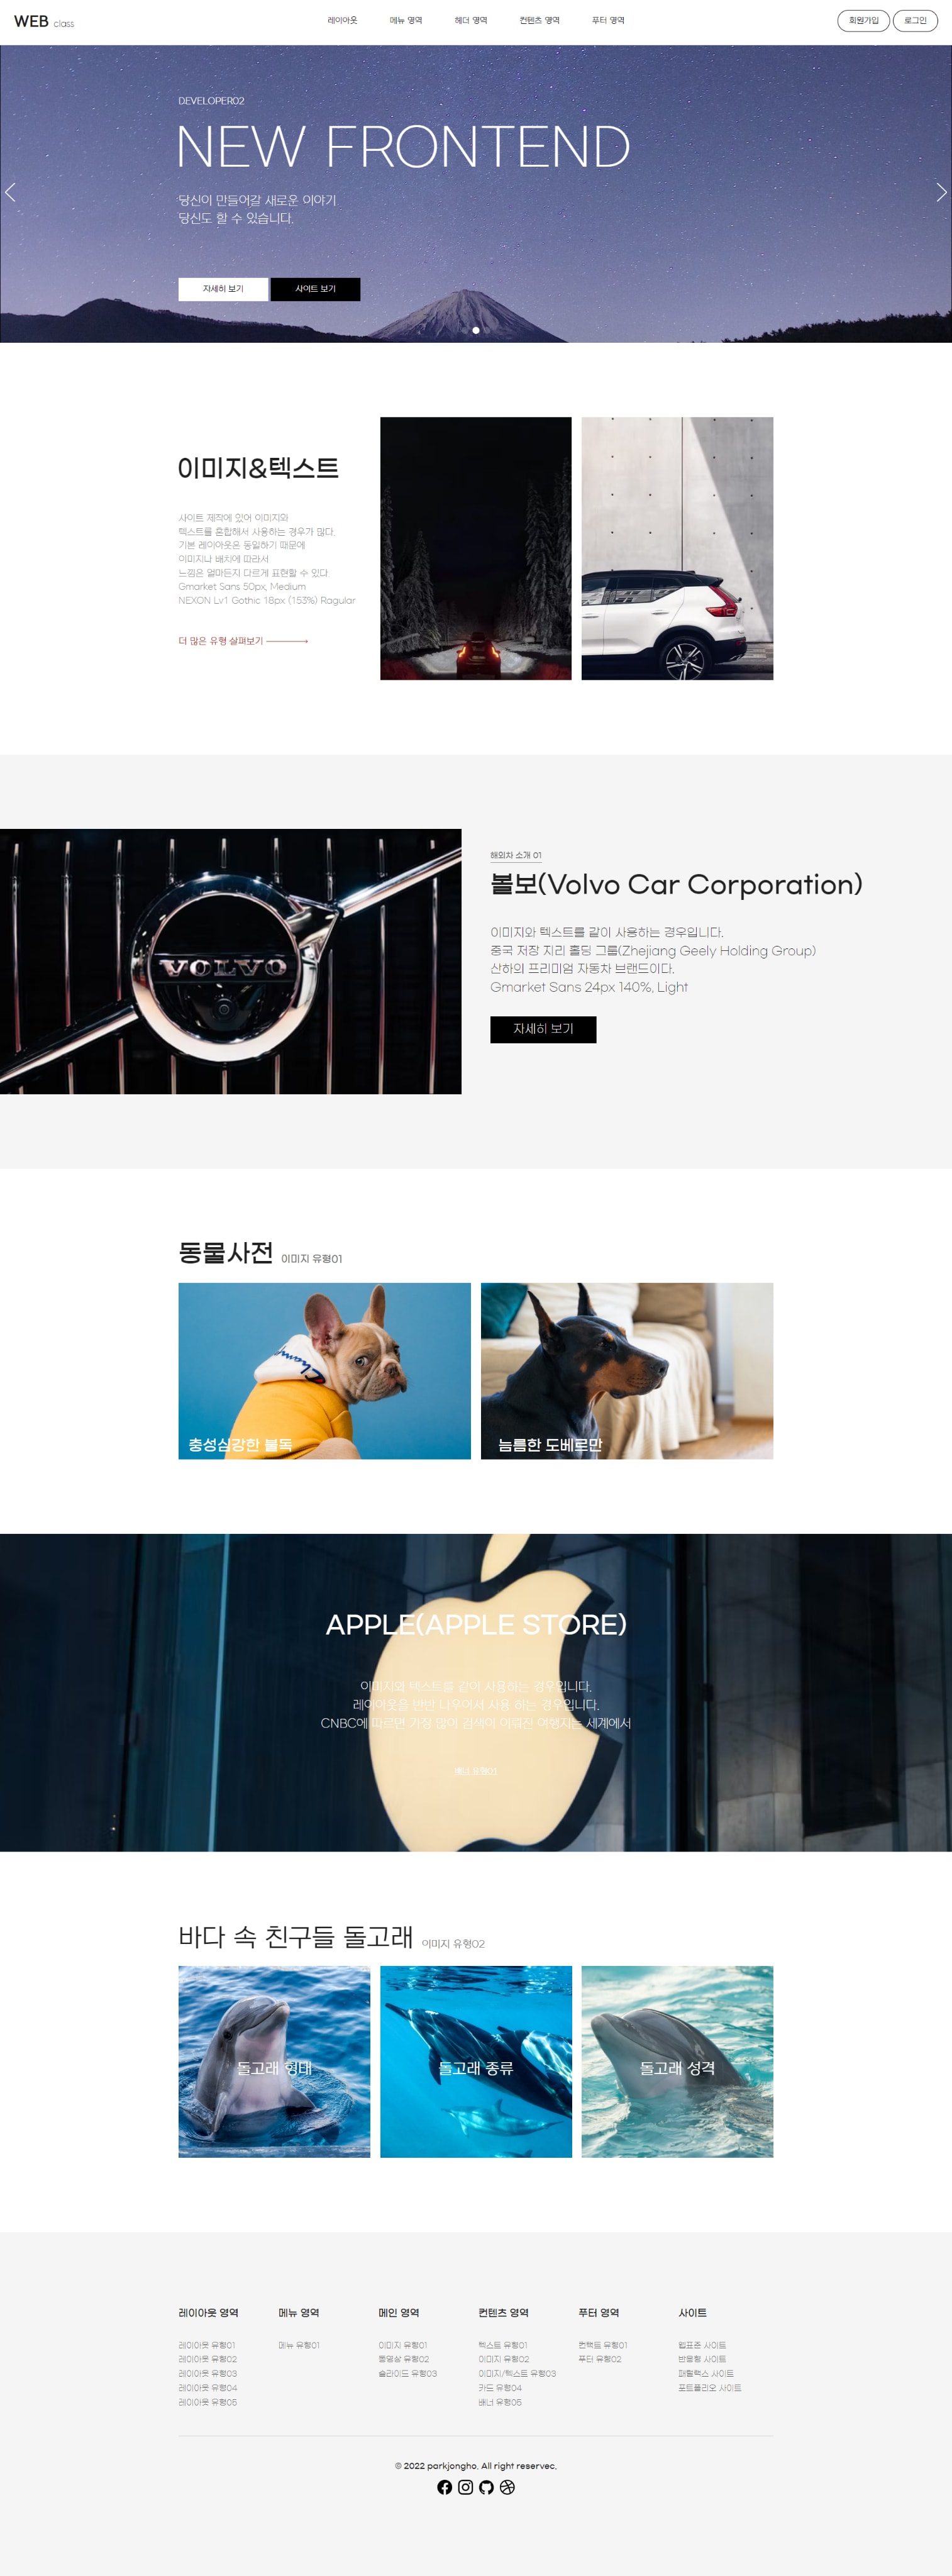 WEB class
레이아웃 메뉴 영역 헤더 영역 컨텐츠 영역 푸터 영역
회원가입 로그인
DEVELOPER02
NEW FRONTEND
당신이 만들어갈 새로운 이야기
당신도 할 수 있습니다.
자세히 보기 사이트 보기
이미지&텍스트
사이트 제작에 있어 이미지와
텍스트를 혼합해서 사용하는 경우가 많다.
기본 레이아웃은 동일하기 때문에
이미지나 배치에 따라서
느낌은 얼마든지 다르게 표현할 수 있다.
Gmarket Sans 50px, Medium
NEXON Lv1 Gothic 18px (153%) Ragular
더 많은 유형 살펴보기
VOLVO
해외차 소개 01
볼보(Volvo Car Corporation)
이미지와 텍스트를 같이 사용하는 경우입니다.
중국 저장 지리 홀딩 그룹(Zhejiang Geely Holding Group)
산하의 프리미엄 자동차 브랜드이다.
Gmarket Sans 24px 140%, Light
자세히 보기
동물사전 이미지 유형01
충성심강한 불독
늠름한 도베르만
APPLE(APPLE STORE)
이미지와 텍스트를 같이 사용하는 경우입니다.
레이아웃을 반반 나우어서 사용 하는 경우입니다.
CNBC에 따르면 가장 많이 검색이 이뤄진 여행지는 세계에서
배너 유형01
바다 속 친구들 돌고래 이미지 유형02
돌고래 형태
돌고래 종류
돌고래 성격
레이아웃 영역 메뉴 영역 메인 영역 컨텐츠 영역 푸터 영역 사이트
레이아웃 유형01 메뉴 유형01 이미지 유형01 텍스트 유형01 컨택트 유형01 웹표준 사이트
레이아웃 유형02 동영상 유형02 이미지 유형02 푸터 유형02 반응형 사이트
레이아웃 유형03 슬라이드 유형03 이미지/텍스트 유형03 패럴랙스 사이트
레이아웃 유형04 카드 유형04 포트폴리오 사이트
레이아웃 유형05 배너 유형05
© 2022 parkjongho. All right reservec.